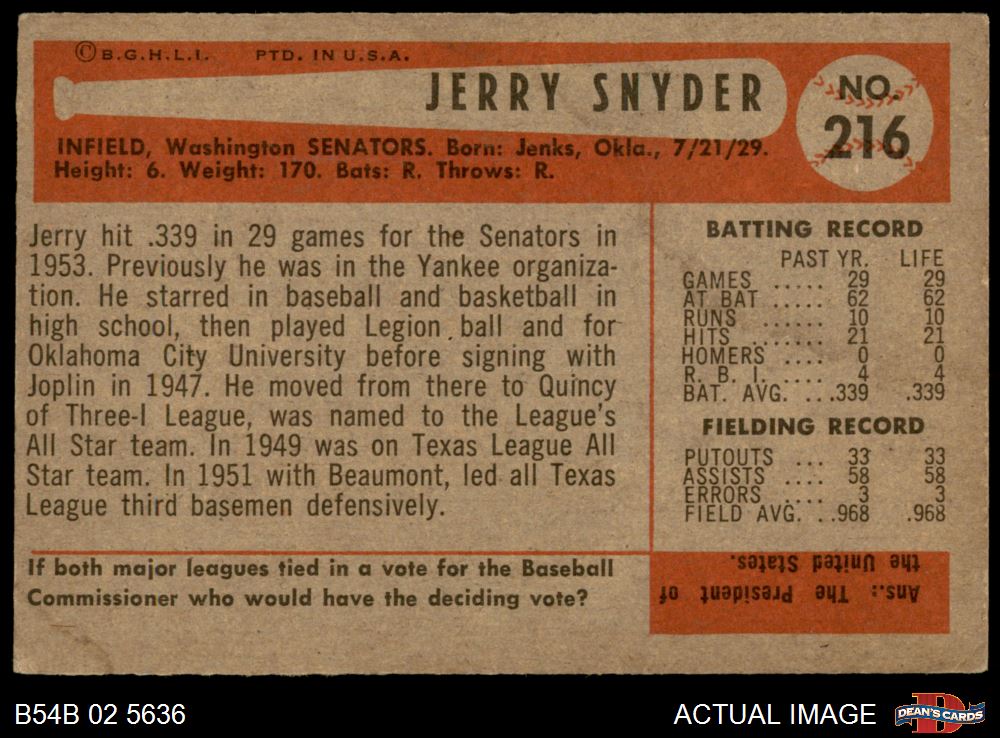 ©B.G.H.L.I. PTD. IN U.S.A.
JERRY SNYDER
NO.
216
INFIELD, Washington SENATORS. Born: Jenks, Okla., 7/21/29.
Height: 6. Weight: 170. Bats: R. Throws: R.
Jerry hit .339 in 29 games for the Senators in
1953. Previously he was in the Yankee organiza-
tion. He starred in baseball and basketball in
high school, then played Legion ball and for
Oklahoma City University before signing with
Joplin in 1947. He moved from there to Quincy
of Three-I League, was named to the League's
All Star team. In 1949 was on Texas League All
Star team. In 1951 with Beaumont, led all Texas
League third basemen defensively.
BATTING RECORD
PAST YR. LIFE
GAMES ..... 29 29
AT BAT ..... 62 62
RUNS ...... 10 10
HITS ....... 21 21
HOMERS .... 0 0
R. B. I. ..... 4 4
BAT. AVG. ...339 .339
FIELDING RECORD
PUTOUTS ... 33 33
ASSISTS .... 58 58
ERRORS .... 3 3
FIELD AVG. ..968 .968
If both major leagues tied in a vote for the Baseball
Commissioner who would have the deciding vote?
Ans.: The President of
the United States.
B54B 02 5636
ACTUAL IMAGE
D
DEAN'S CARDS